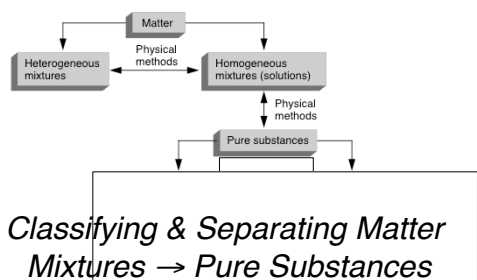 Matter
Physical
methods
Heterogeneous
mixtures
Homogeneous
mixtures (solutions)
Physical
methods
Pure substances
Classifying & Separating Matter
Mixtures → Pure Substances